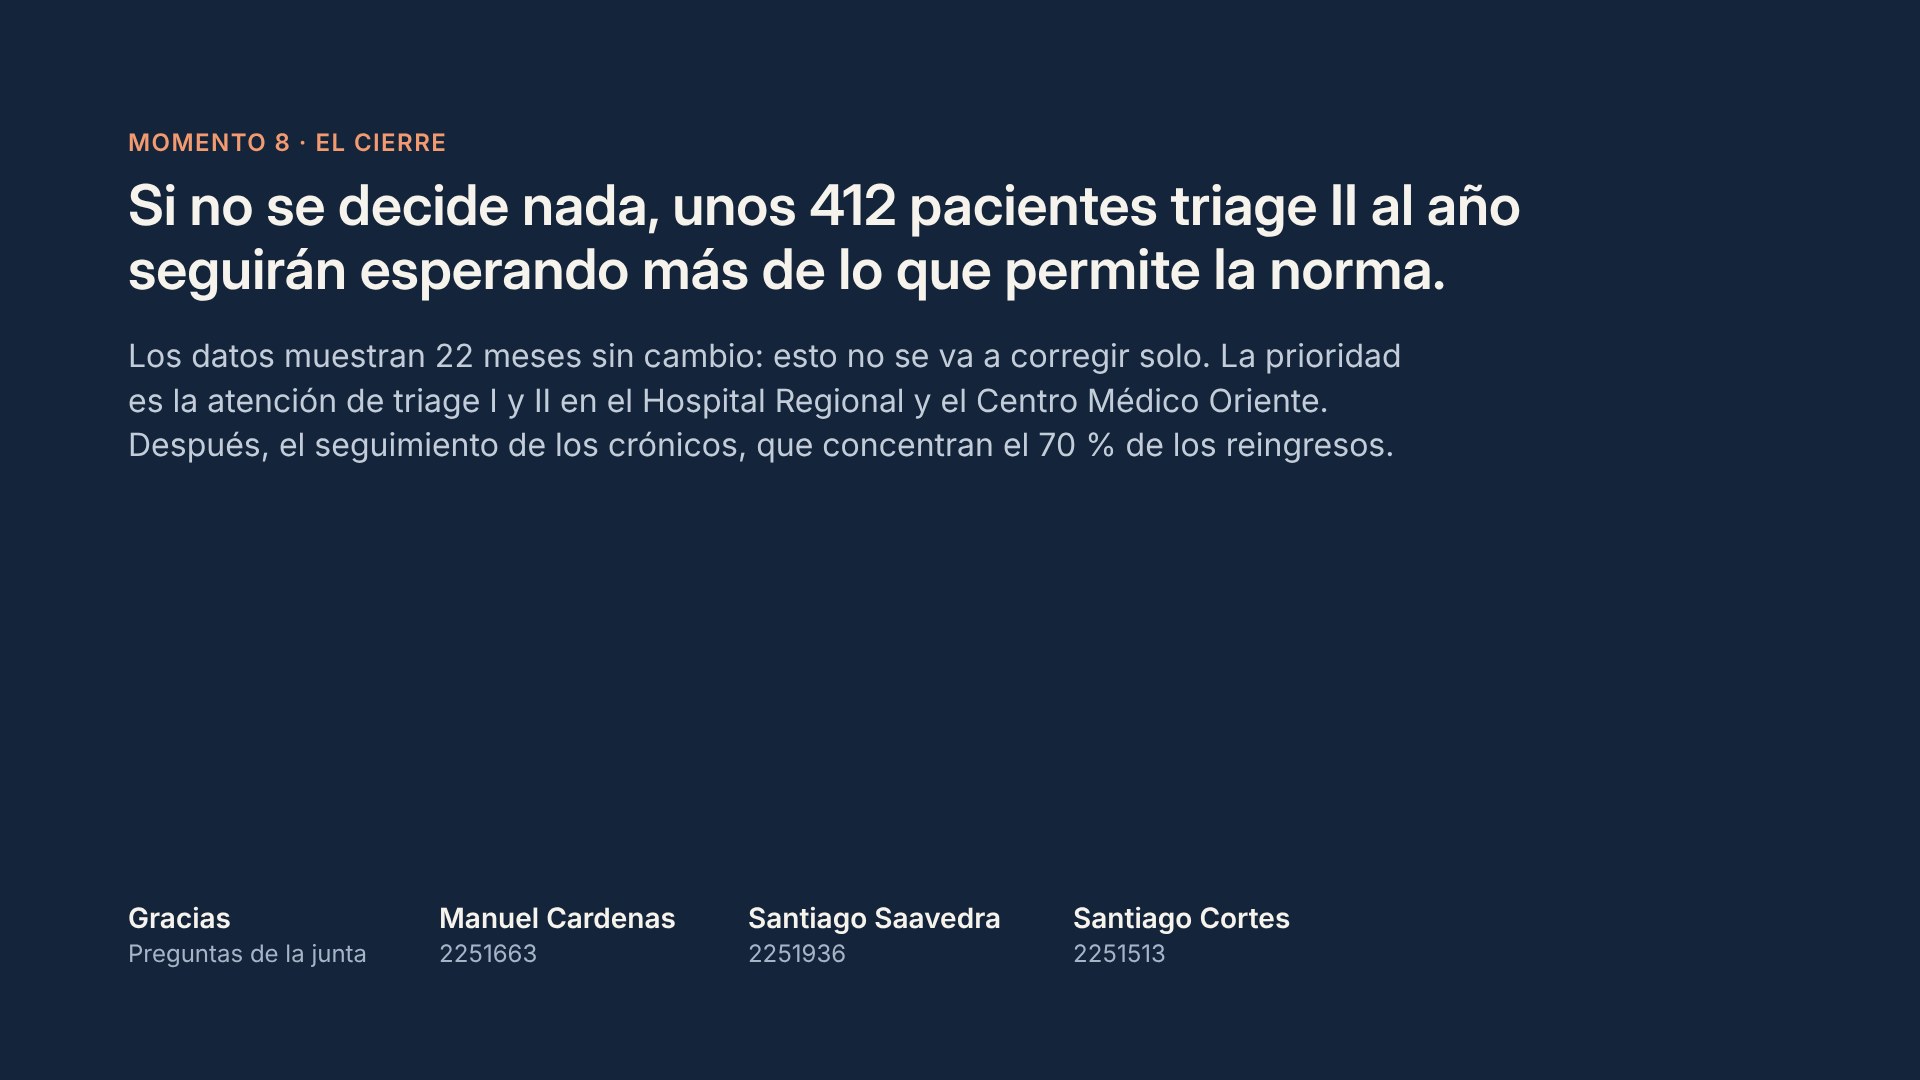 MOMENTO 8 · EL CIERRE
Si no se decide nada, unos 412 pacientes triage II al año
seguirán esperando más de lo que permite la norma.
Los datos muestran 22 meses sin cambio: esto no se va a corregir solo. La prioridad
es la atención de triage I y II en el Hospital Regional y el Centro Médico Oriente.
Después, el seguimiento de los crónicos, que concentran el 70 % de los reingresos.
Gracias
Preguntas de la junta
Manuel Cardenas
2251663
Santiago Saavedra
2251936
Santiago Cortes
2251513